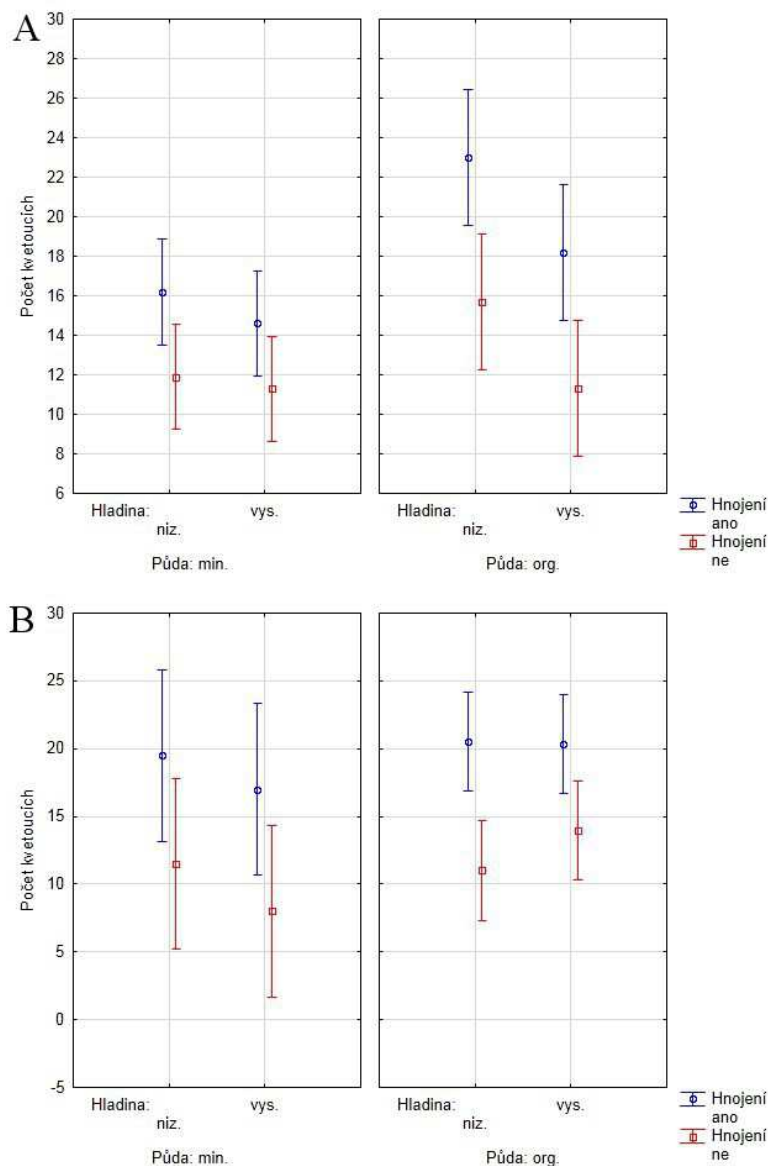 A
30
28
26
24
22
20
18
16
14
12
10
8
6
Počet kvetoucích
Hladina: niz. vys.
Půda: min.
Hladina: niz. vys.
Půda: org.
Hnojení
ano
Hnojení
ne
B
30
25
20
15
10
5
0
-5
Počet kvetoucích
Hladina: niz. vys.
Půda: min.
Hladina: niz. vys.
Půda: org.
Hnojení
ano
Hnojení
ne